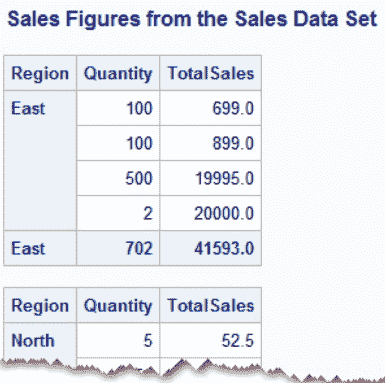 Sales Figures from the Sales Data Set
Region Quantity TotalSales
East 100 699.0
100 899.0
500 19995.0
2 20000.0
East 702 41593.0
Region Quantity TotalSales
North 5 52.5